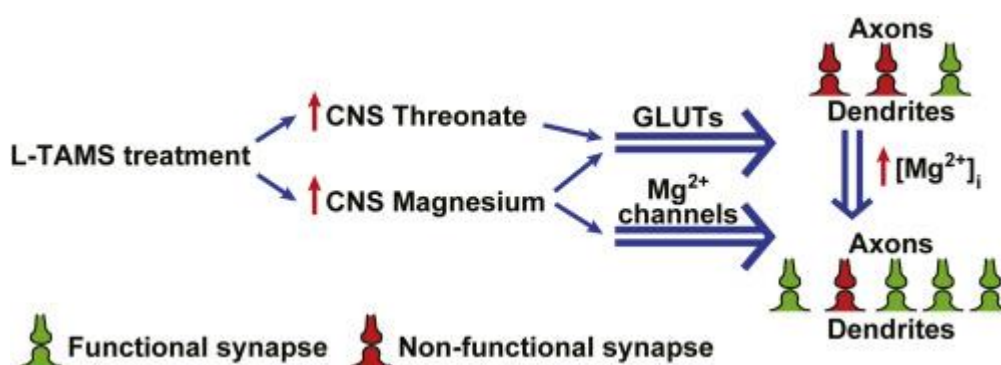 Axons
Dendrites
CNS Threonate
GLUTs
L-TAMS treatment
[Mg²⁺]ᵢ
CNS Magnesium
Mg²⁺
channels
Axons
Dendrites
Functional synapse
Non-functional synapse